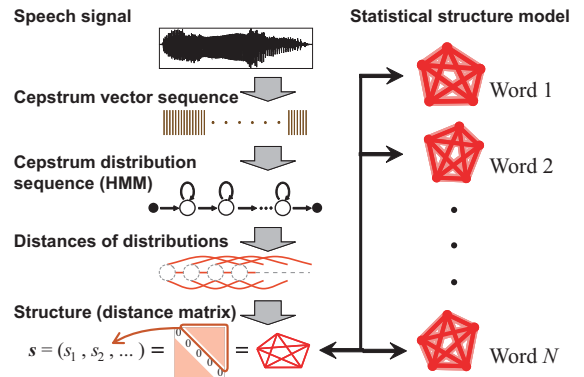 Speech signal
Statistical structure model
Cepstrum vector sequence
Word 1
Cepstrum distribution
sequence (HMM)
Word 2
Distances of distributions
Structure (distance matrix)
s = (s1 , s2 , ... ) = 0 0 0 0 0 =
Word N